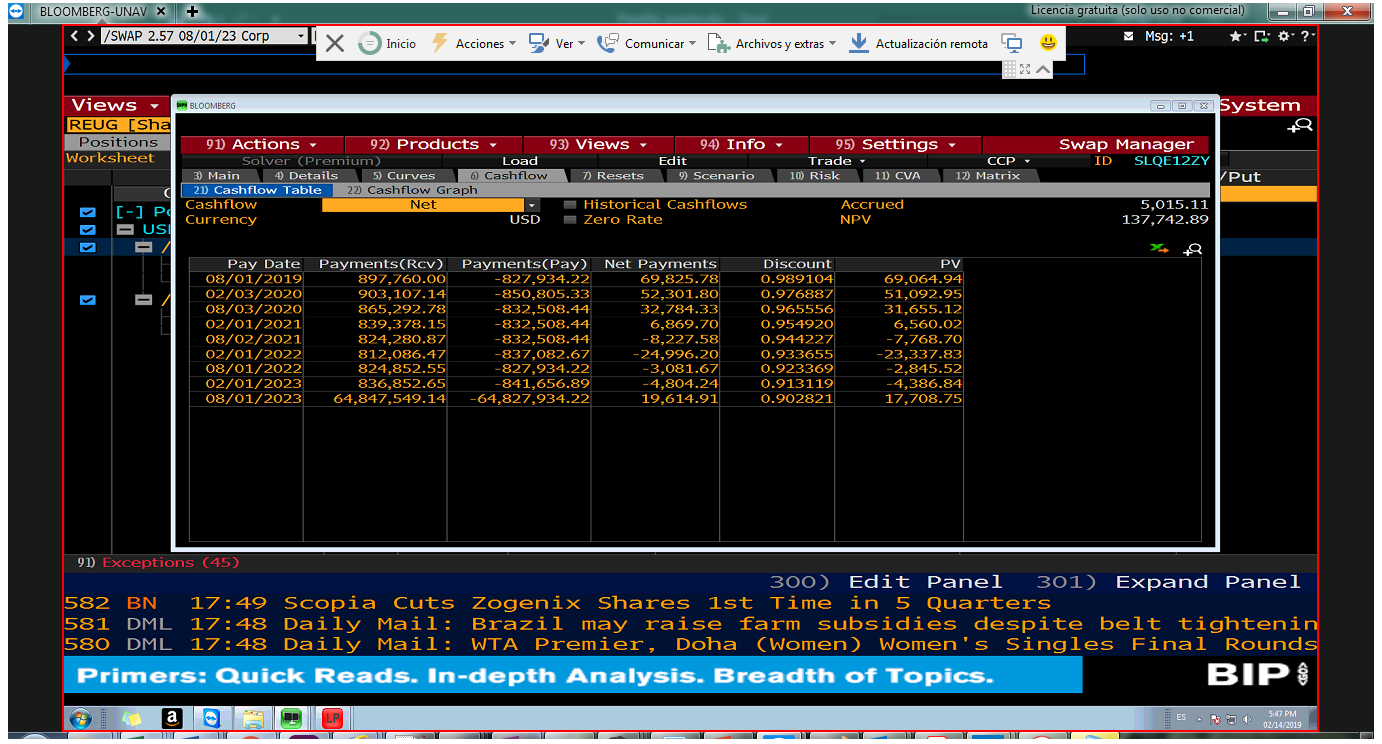 BLOOMBERG-UNAV
Licencia gratuita (solo uso no comercial)
/SWAP 2.57 08/01/23 Corp
Inicio Acciones Ver Comunicar Archivos y extras Actualización remota
Msg: +1
Views
System
BLOOMBERG
REUG [Sha
Positions
Worksheet
/Put
[-] Po
USI
91) Actions 92) Products 93) Views 94) Info 95) Settings Swap Manager
Solver (Premium) Load Edit Trade CCP ID SLQE12ZY
3) Main 4) Details 5) Curves 6) Cashflow 7) Resets 9) Scenario 10) Risk 11) CVA 12) Matrix
21) Cashflow Table 22) Cashflow Graph
Cashflow Net Historical Cashflows Accrued 5,015.11
Currency USD Zero Rate NPV 137,742.89
Pay Date Payments(Rcv) Payments(Pay) Net Payments Discount PV
08/01/2019 897,760.00 -827,934.22 69,825.78 0.989104 69,064.94
02/03/2020 903,107.14 -850,805.33 52,301.80 0.976887 51,092.95
08/03/2020 865,292.78 -832,508.44 32,784.33 0.965556 31,655.12
02/01/2021 839,378.15 -832,508.44 6,869.70 0.954920 6,560.02
08/02/2021 824,280.87 -832,508.44 -8,227.58 0.944227 -7,768.70
02/01/2022 812,086.47 -837,082.67 -24,996.20 0.933655 -23,337.83
08/01/2022 824,852.55 -827,934.22 -3,081.67 0.923369 -2,845.52
02/01/2023 836,852.65 -841,656.89 -4,804.24 0.913119 -4,386.84
08/01/2023 64,847,549.14 -64,827,934.22 19,614.91 0.902821 17,708.75
91) Exceptions (45)
300) Edit Panel 301) Expand Panel
582 BN 17:49 Scopia Cuts Zogenix Shares 1st Time in 5 Quarters
581 DML 17:48 Daily Mail: Brazil may raise farm subsidies despite belt tightenin
580 DML 17:48 Daily Mail: WTA Premier, Doha (Women) Women's Singles Final Rounds
Primers: Quick Reads. In-depth Analysis. Breadth of Topics.
BIP
ES 5:47 PM
02/14/2019